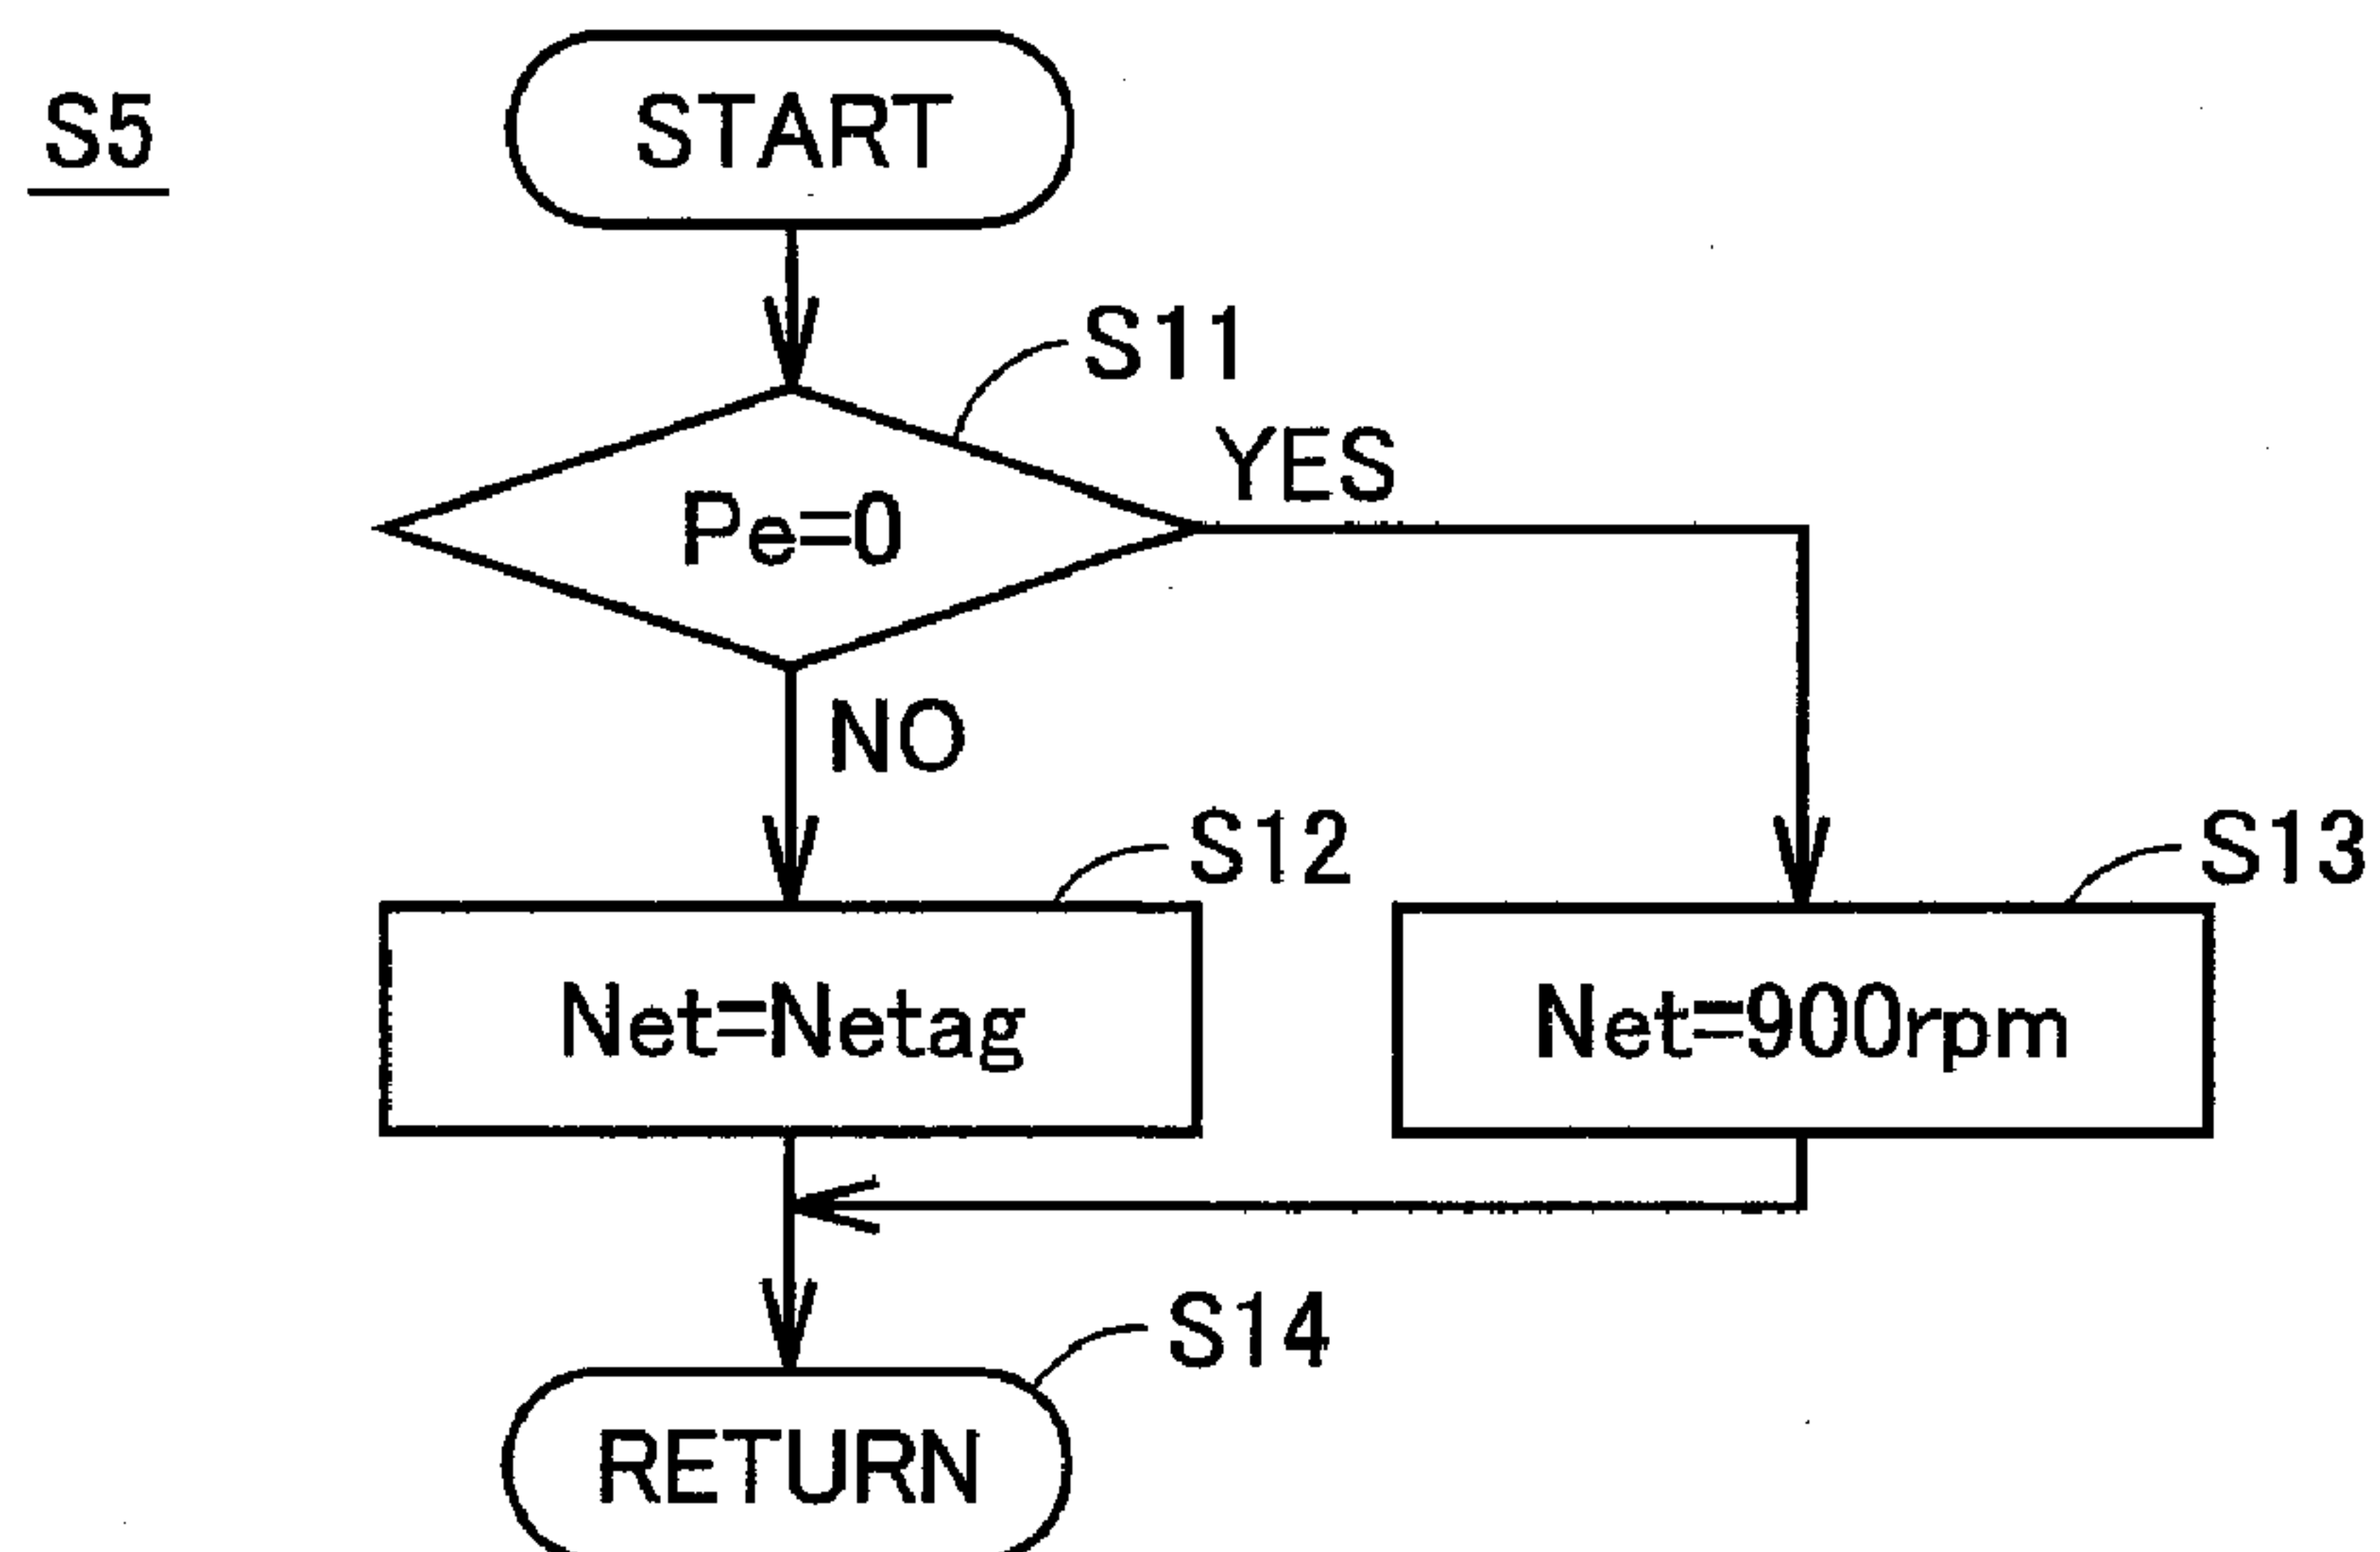 S5
START
S11
YES
Pe=0
NO
S12
S13
Net=Netag
Net=900rpm
S14
RETURN